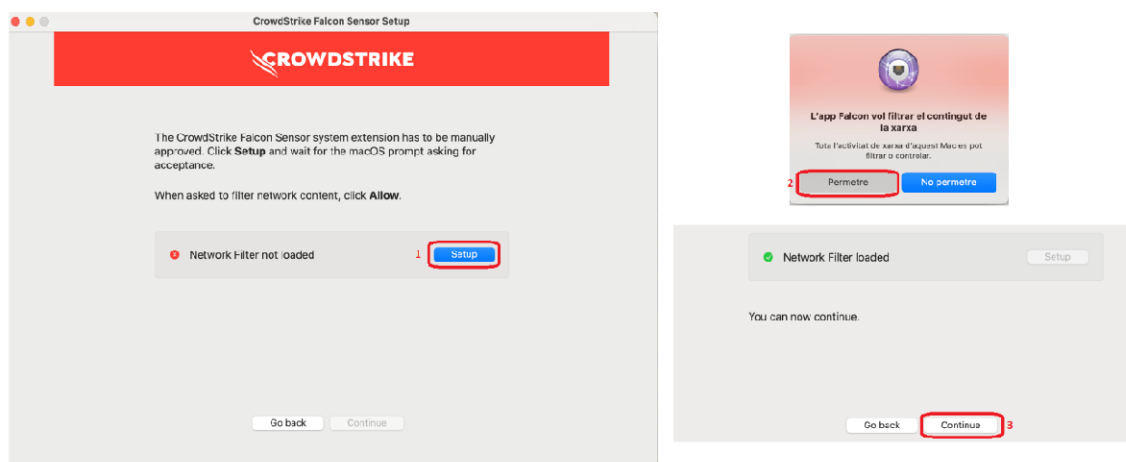 CrowdStrike Falcon Sensor Setup
CROWDSTRIKE
The CrowdStrike Falcon Sensor system extension has to be manually
approved. Click Setup and wait for the macOS prompt asking for
acceptance.
When asked to filter network content, click Allow.
Network Filter not loaded
1
Setup
Go back
Continue
L'app Falcon vol filtrar el contingut de
la xarxa
Tota l'activitat de xarxa d'aquest Mac es pot
filtrar o controlar.
2
Permetre
No permetre
Network Filter loaded
Setup
You can now continue.
Go back
Continue
3